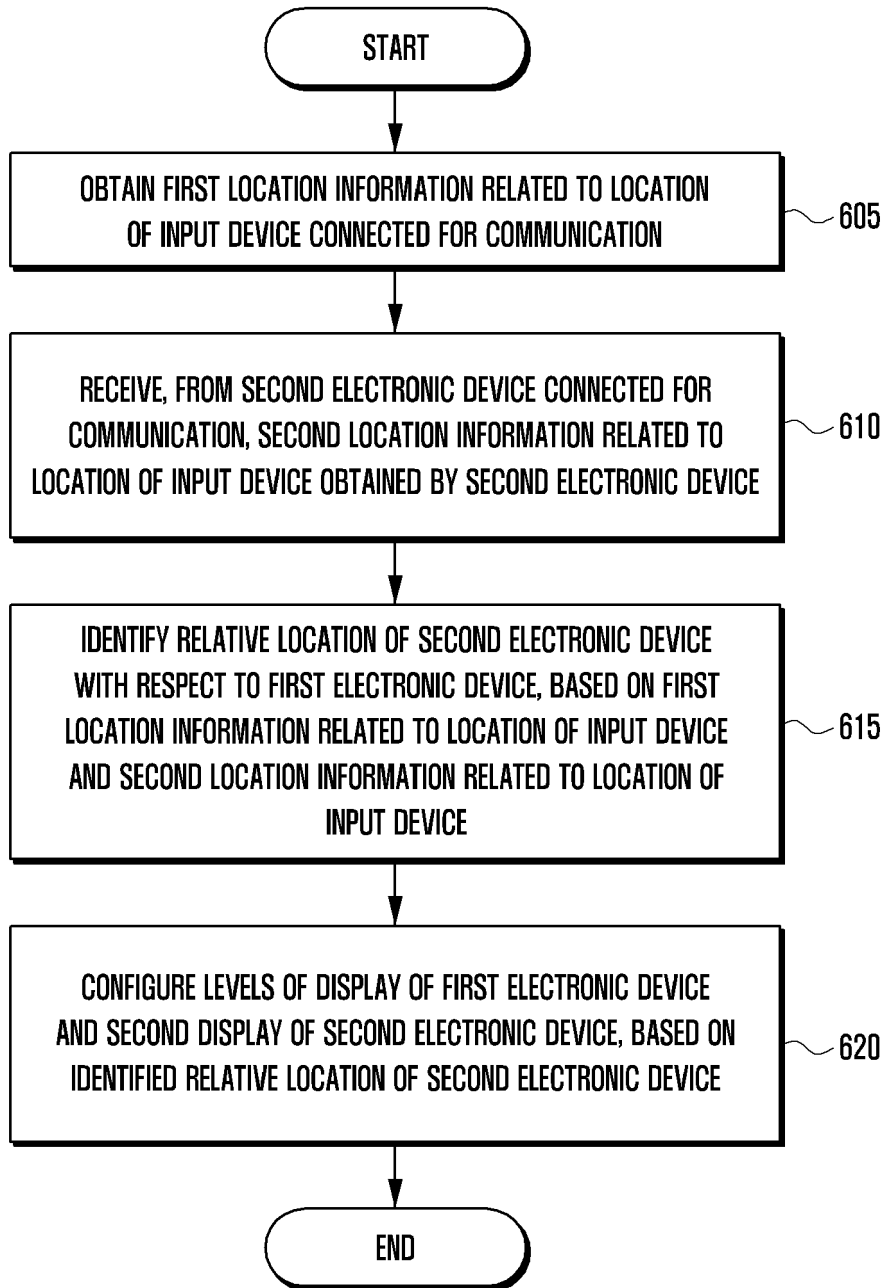 START
OBTAIN FIRST LOCATION INFORMATION RELATED TO LOCATION
OF INPUT DEVICE CONNECTED FOR COMMUNICATION
605
RECEIVE, FROM SECOND ELECTRONIC DEVICE CONNECTED FOR
COMMUNICATION, SECOND LOCATION INFORMATION RELATED TO
LOCATION OF INPUT DEVICE OBTAINED BY SECOND ELECTRONIC DEVICE
610
IDENTIFY RELATIVE LOCATION OF SECOND ELECTRONIC DEVICE
WITH RESPECT TO FIRST ELECTRONIC DEVICE, BASED ON FIRST
LOCATION INFORMATION RELATED TO LOCATION OF INPUT DEVICE
AND SECOND LOCATION INFORMATION RELATED TO LOCATION OF
INPUT DEVICE
615
CONFIGURE LEVELS OF DISPLAY OF FIRST ELECTRONIC DEVICE
AND SECOND DISPLAY OF SECOND ELECTRONIC DEVICE, BASED ON
IDENTIFIED RELATIVE LOCATION OF SECOND ELECTRONIC DEVICE
620
END